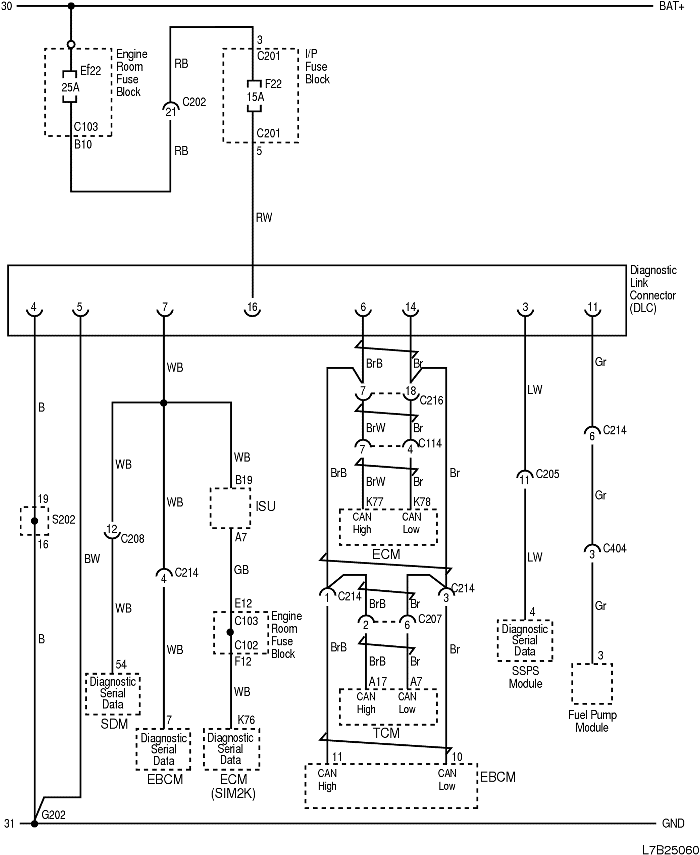 30 BAT+
Engine
Room
Fuse
Block
Ef22
25A
C103
B10
RB
C202
21
RB
3
C201
I/P
Fuse
Block
F22
15A
C201
5
RW
Diagnostic
Link
Connector
(DLC)
4 5 7 16 6 14 3 11
WB
BrB Br
Gr
7 18
C216
LW
B
BrW Br
C214
6
WB WB WB
7 4
C114
B19
BrB BrW Br Br
11
C205
19
S202
16
ISU
K77 K78
CAN
High
CAN
Low
ECM
Gr
12
C208
A7
BW
GB
LW
C404
3
4
C214
1
C214
BrB Br
3
C214
E12
C103
C102
F12
Engine
Room
Fuse
Block
2 6
C207
Gr
WB
B
WB
BrB BrB Br Br
4
Diagnostic
Serial
Data
SSPS
Module
54
Diagnostic
Serial
Data
SDM
WB
A17 A7
CAN
High
CAN
Low
TCM
3
Fuel Pump
Module
7
Diagnostic
Serial
Data
EBCM
K76
Diagnostic
Serial
Data
ECM
(SIM2K)
11 10
CAN
High
CAN
Low
EBCM
G202
31 GND
L7B25060